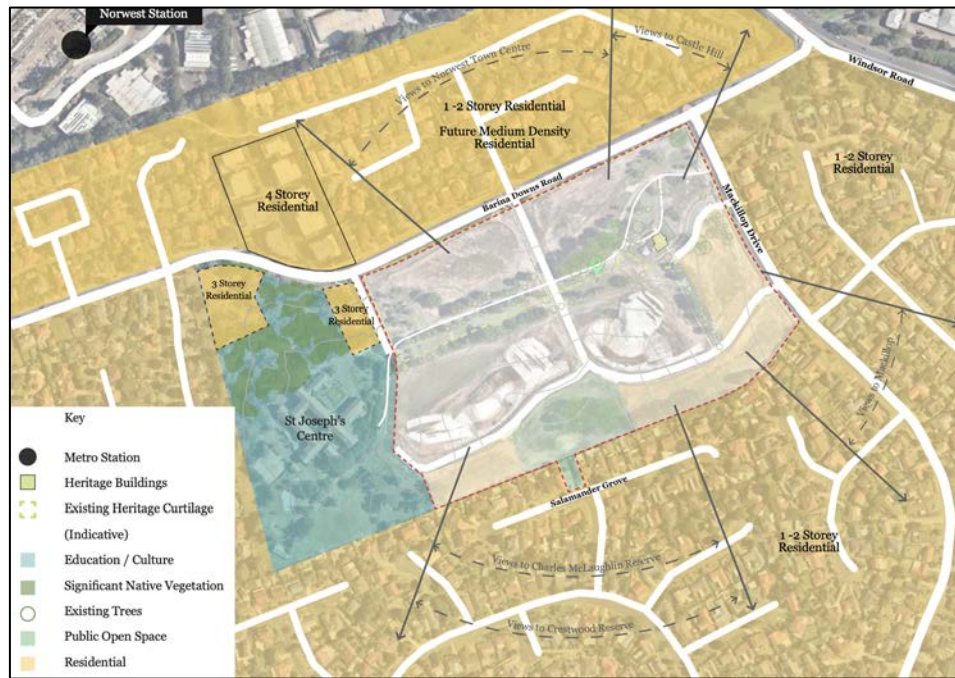 Norwest Station
Views to Castle Hill
Windsor Road
Views to Norwest Town Centre
1 -2 Storey Residential
Future Medium Density
Residential
1 -2 Storey
Residential
4 Storey
Residential
Barina Downs Road
Mackillop Drive
3 Storey
Residential
3 Storey
Residential
Views to Mackillop
St Joseph's
Centre
Salamander Grove
1 -2 Storey
Residential
Views to Charles McLaughlin Reserve
Views to Crestwood Reserve
Key
Metro Station
Heritage Buildings
Existing Heritage Curtilage
(Indicative)
Education / Culture
Significant Native Vegetation
Existing Trees
Public Open Space
Residential